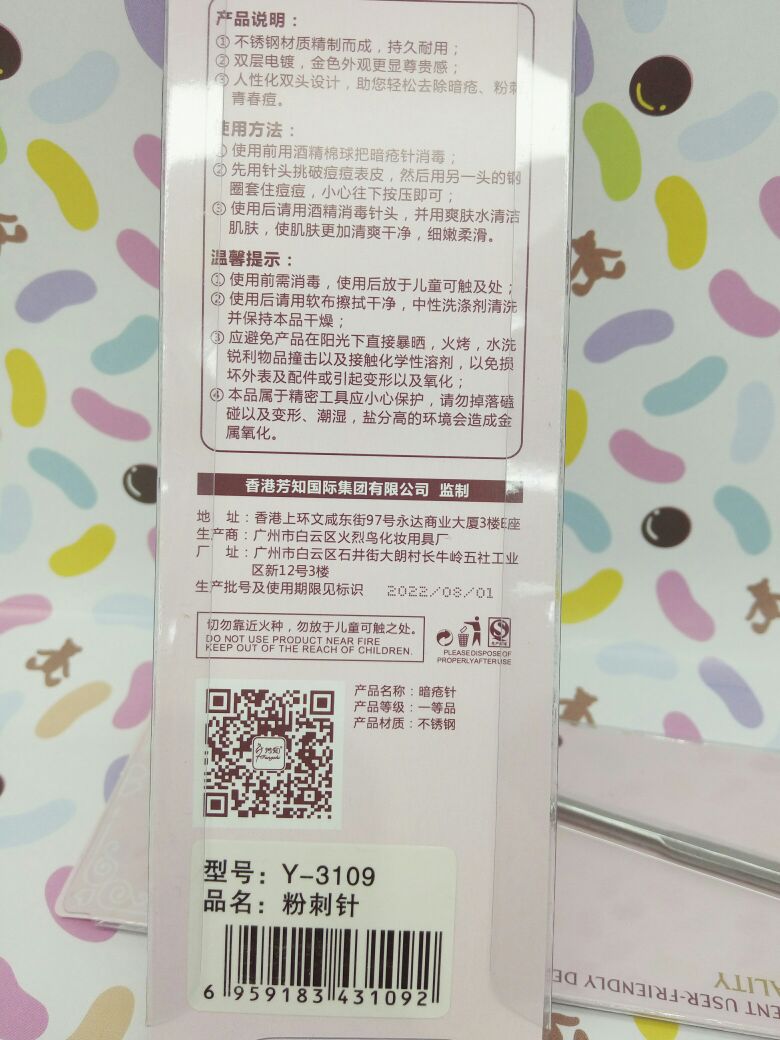 产品说明：
① 不锈钢材质精制而成，持久耐用；
② 双层电镀，金色外观更显尊贵感；
③ 人性化双头设计，助您轻松去除暗疮、粉刺
青春痘。
使用方法：
① 使用前用酒精棉球把暗疮针消毒；
② 先用针头挑破痘痘表皮，然后用另一头的钢
圈套住痘痘，小心往下按压即可；
③ 使用后请用酒精消毒针头，并用爽肤水清洁
肌肤，使肌肤更加清爽干净，细嫩柔滑。
温馨提示：
① 使用前需消毒，使用后放于儿童可触及处；
② 使用后请用软布擦拭干净，中性洗涤剂清洗
并保持本品干燥；
③ 应避免产品在阳光下直接暴晒，火烤，水洗
锐利物品撞击以及接触化学性溶剂，以免损
坏外表及配件或引起变形以及氧化；
④ 本品属于精密工具应小心保护，请勿掉落磕
碰以及变形、潮湿，盐分高的环境会造成金
属氧化。
香港芳知国际集团有限公司 监制
地 址：香港上环文咸东街97号永达商业大厦3楼E座
生产商：广州市白云区火烈鸟化妆用具厂
厂 址：广州市白云区石井街大朗村长牛岭五社工业
区新12号3楼
生产批号及使用期限见标识 2022/08/01
切勿靠近火种，勿放于儿童可触之处。
DO NOT USE PRODUCT NEAR FIRE
KEEP OUT OF THE REACH OF CHILDREN.
PLEASE DISPOSE OF
PROPERLY AFTER USE
产品名称：暗疮针
产品等级：一等品
产品材质：不锈钢
型号：Y-3109
品名：粉刺针
6 959183 431092
ALITY
ENT USER-FRIENDLY DE